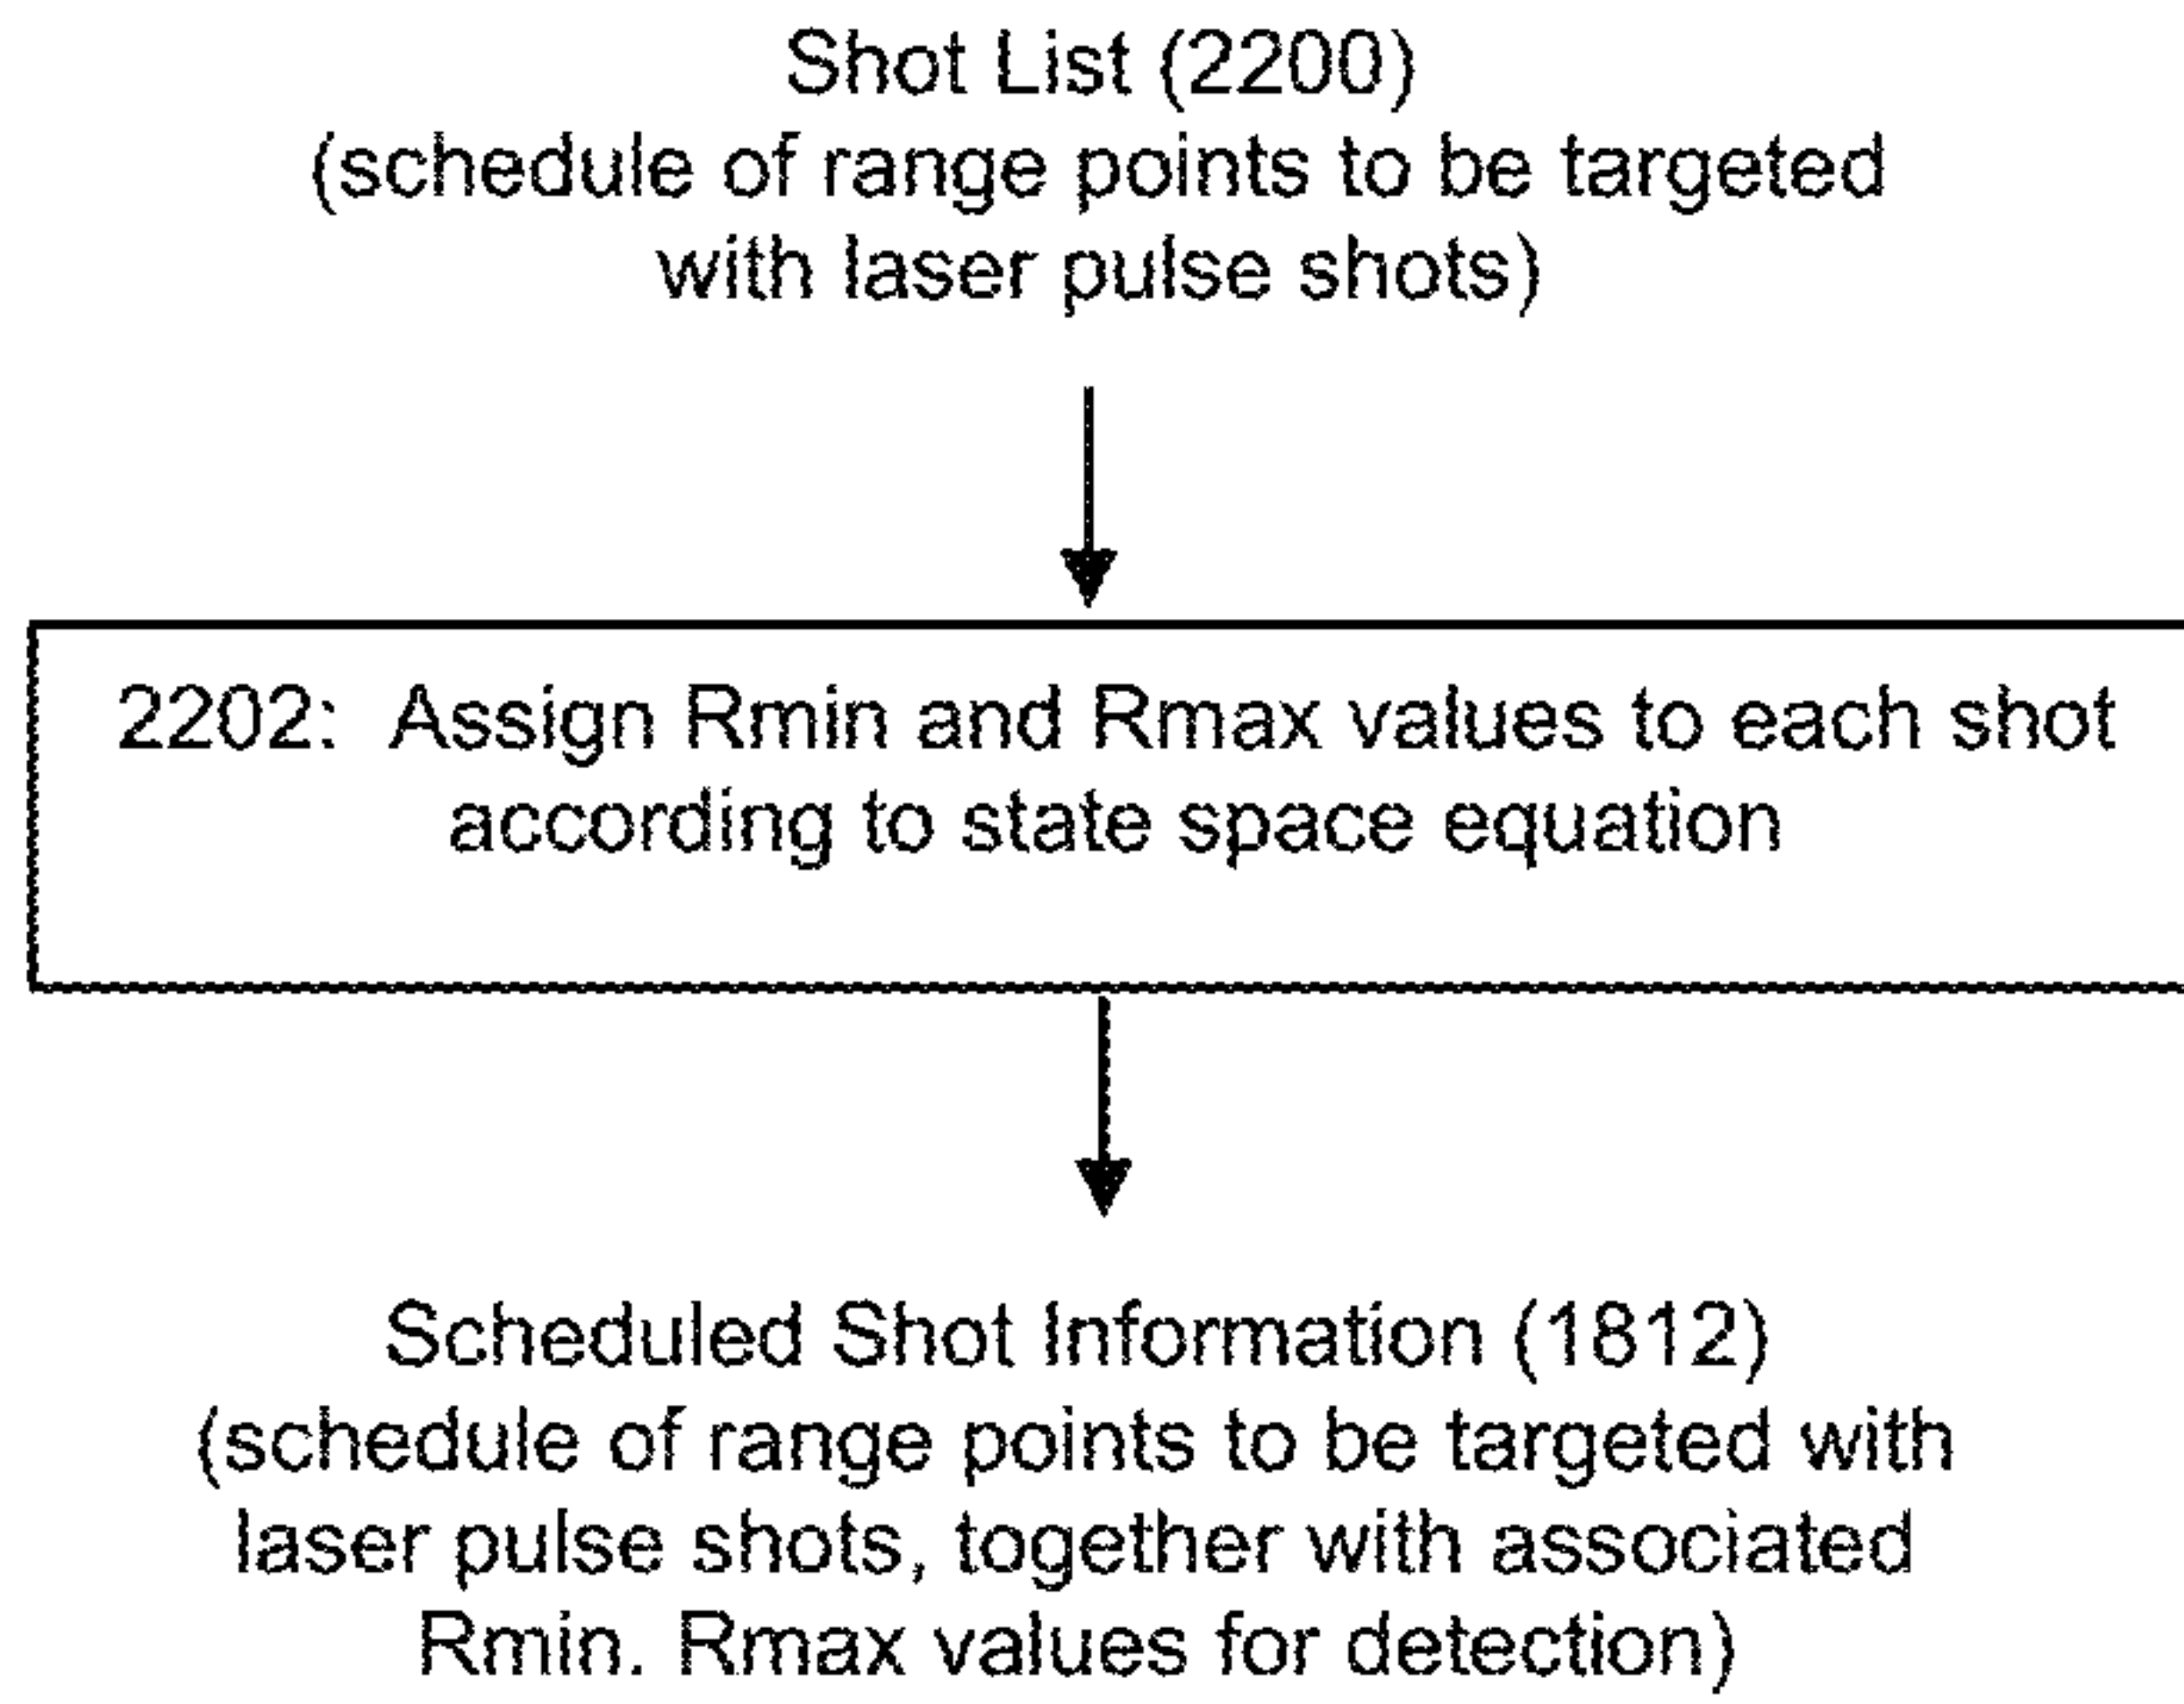 Shot List (2200)
(schedule of range points to be targeted
with laser pulse shots)
2202: Assign Rmin and Rmax values to each shot
according to state space equation
Scheduled Shot Information (1812)
(schedule of range points to be targeted with
laser pulse shots, together with associated
Rmin. Rmax values for detection)